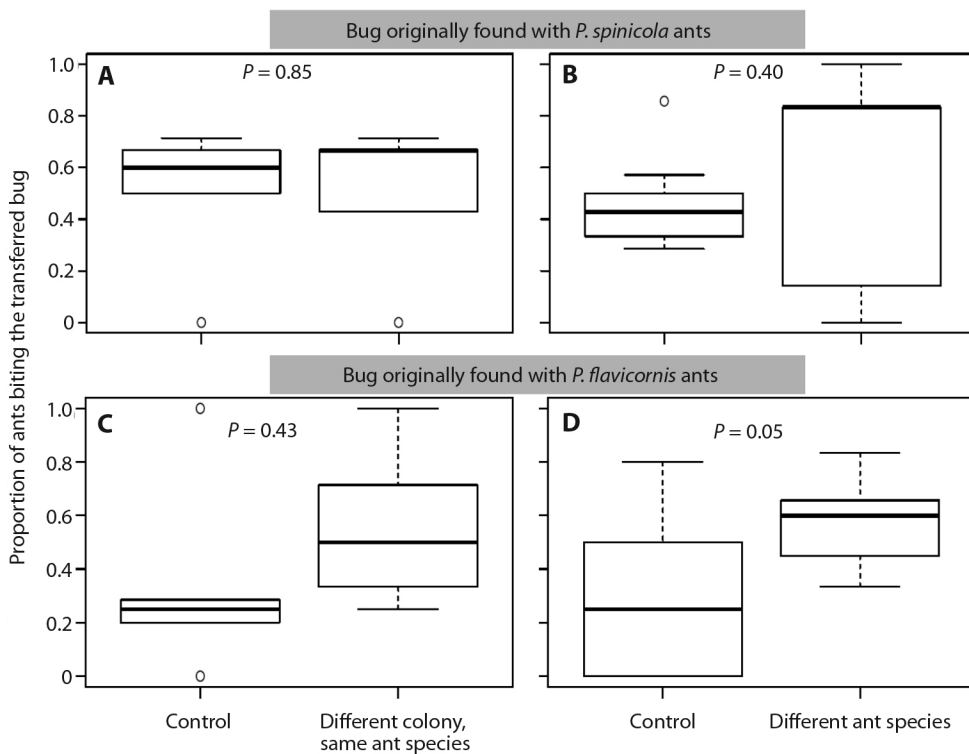 Bug originally found with P. spinicola ants
A
P = 0.85
B
P = 0.40
1.0
0.8
0.6
0.4
0.2
0
Bug originally found with P. flavicornis ants
C
P = 0.43
D
P = 0.05
1.0
0.8
0.6
0.4
0.2
0
Proportion of ants biting the transferred bug
Control
Different colony,
same ant species
Control
Different ant species